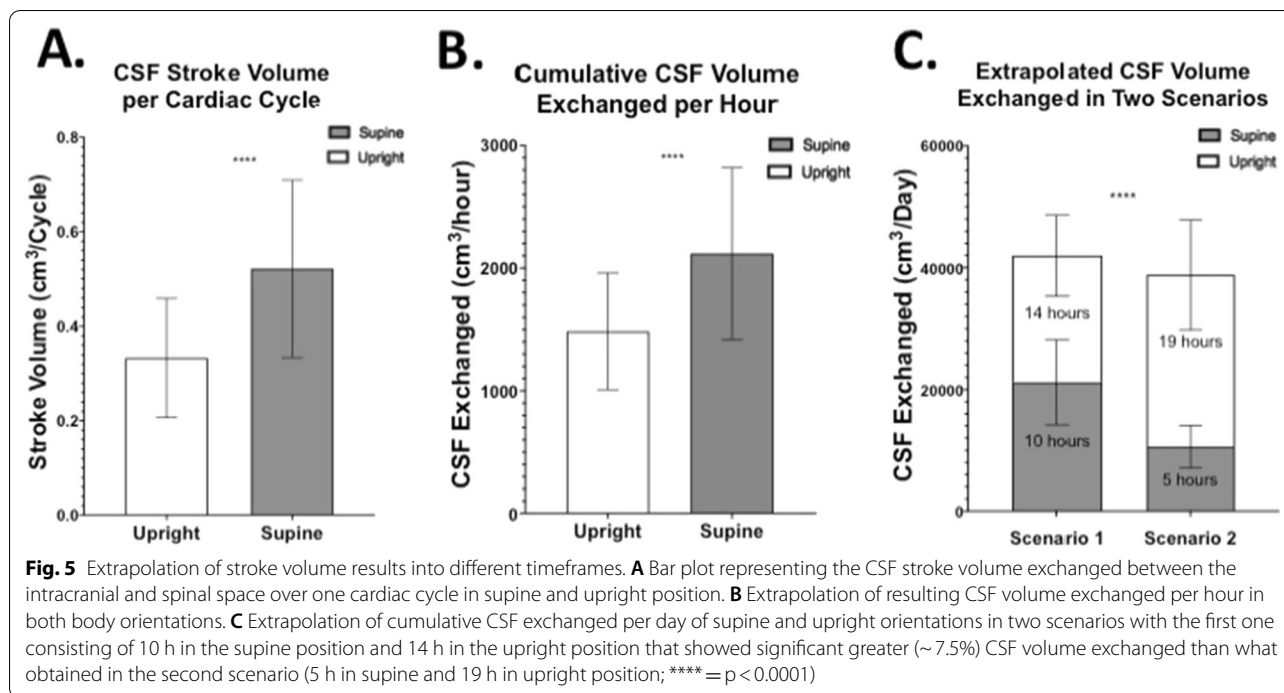 A.
CSF Stroke Volume
per Cardiac Cycle
Supine
Upright
****
Stroke Volume (cm³/Cycle)
0.8
0.6
0.4
0.2
0.0
Upright
Supine
B.
Cumulative CSF Volume
Exchanged per Hour
Supine
Upright
****
CSF Exchanged (cm³/hour)
3000
2000
1000
0
Upright
Supine
C.
Extrapolated CSF Volume
Exchanged in Two Scenarios
Supine
Upright
****
CSF Exchanged (cm³/Day)
60000
40000
20000
0
14 hours
10 hours
19 hours
5 hours
Scenario 1
Scenario 2
Fig. 5 Extrapolation of stroke volume results into different timeframes. A Bar plot representing the CSF stroke volume exchanged between the
intracranial and spinal space over one cardiac cycle in supine and upright position. B Extrapolation of resulting CSF volume exchanged per hour in
both body orientations. C Extrapolation of cumulative CSF exchanged per day of supine and upright orientations in two scenarios with the first one
consisting of 10 h in the supine position and 14 h in the upright position that showed significant greater (~ 7.5%) CSF volume exchanged than what
obtained in the second scenario (5 h in supine and 19 h in upright position; **** = p < 0.0001)